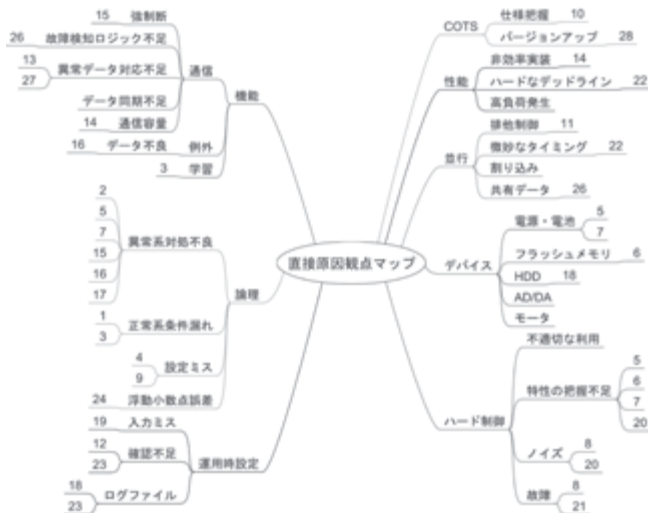 直接原因観点マップ
機能
通信
強制断 15
故障検知ロジック不足 26
異常データ対応不足 13 27
データ同期不足
通信容量 14
例外
データ不良 16
学習 3
論理
異常系対処不良 2 5 7 15 16 17
正常系条件漏れ 1 3
設定ミス 4 9
浮動小数点誤差 24
運用時設定
入力ミス 19
確認不足 12 23
ログファイル 18 23
COTS
仕様把握 10
バージョンアップ 28
性能
非効率実装 14
ハードなデッドライン 22
高負荷発生
並行
排他制御 11
微妙なタイミング 22
割り込み
共有データ 26
デバイス
電源・電池 5 7
フラッシュメモリ 6
HDD 18
AD/DA
モータ
ハード制御
不適切な利用
特性の把握不足 5 6 7 20
ノイズ 8 20
故障 8 21